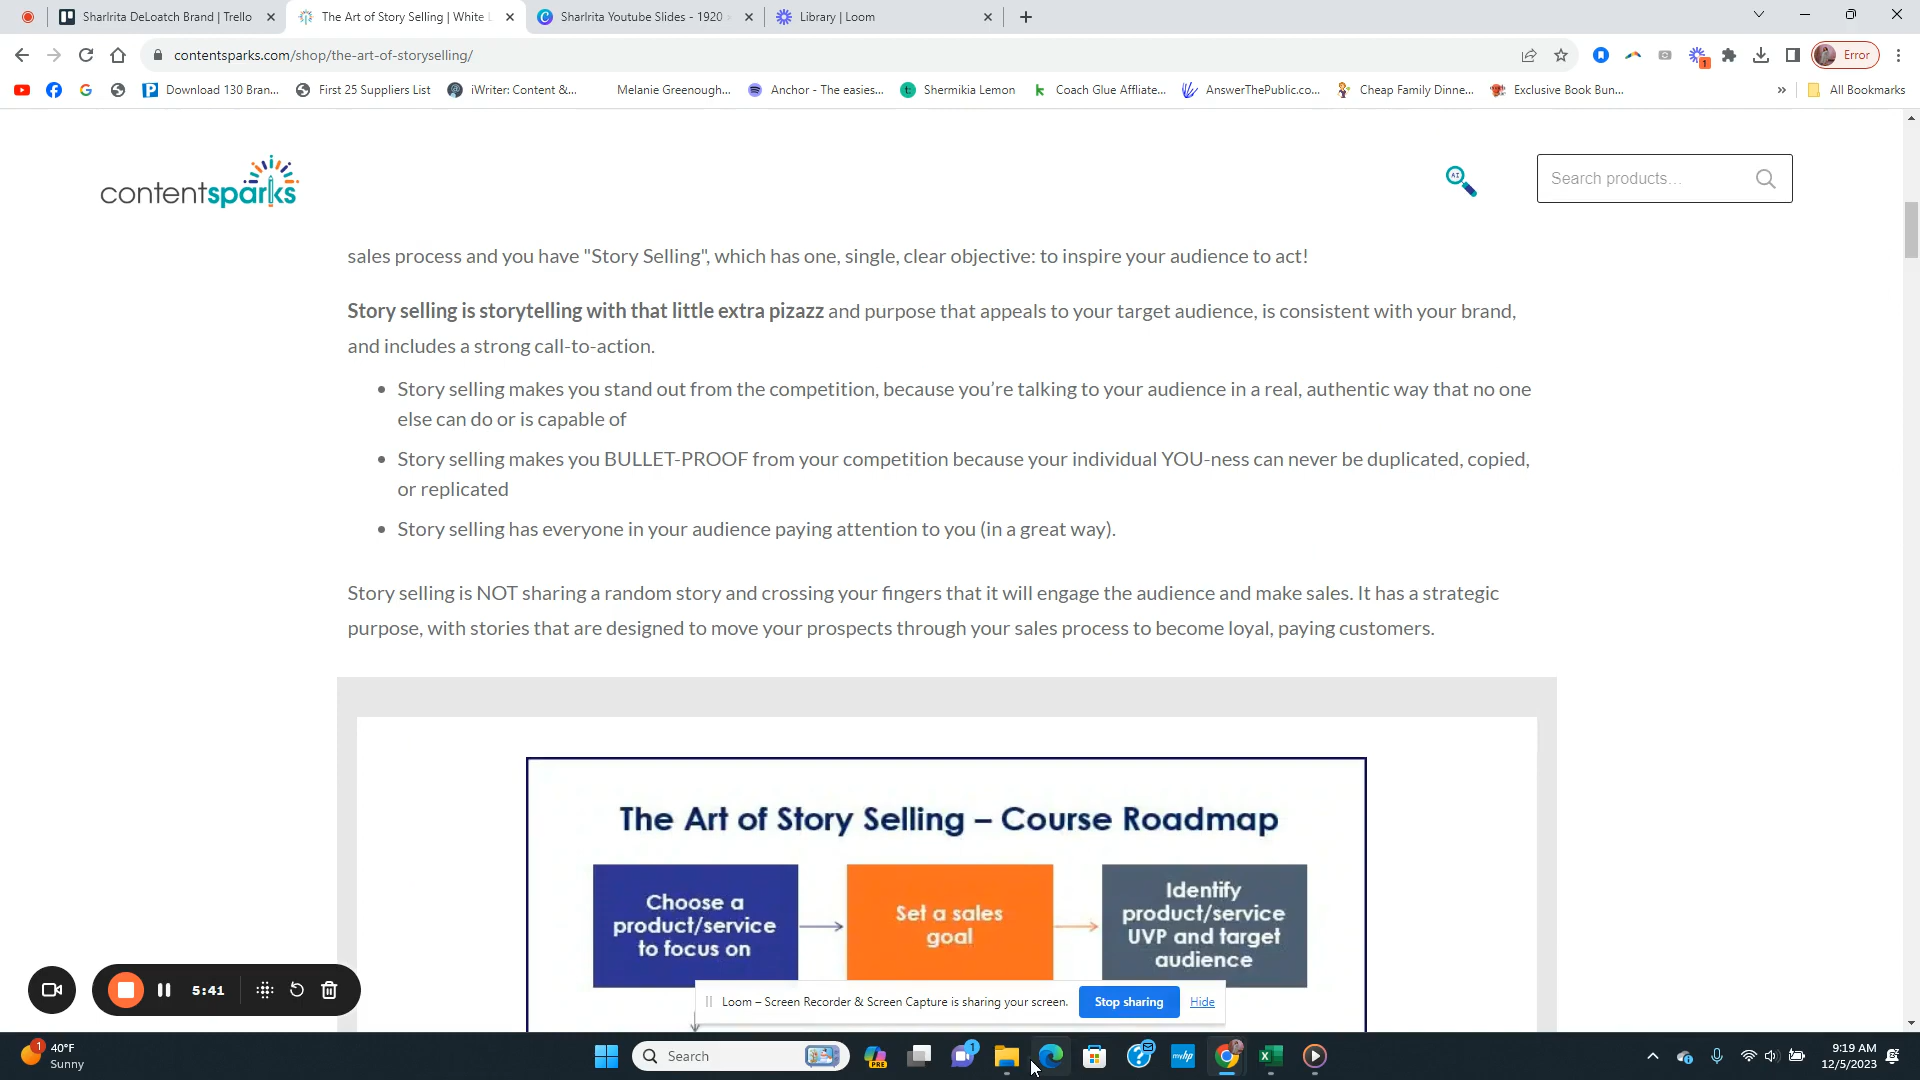 Sharlrita DeLoatch Brand | Trello
The Art of Story Selling | White L
Sharlrita Youtube Slides - 1920
Library | Loom
contentsparks.com/shop/the-art-of-storyselling/
1
Error
Download 130 Bran...
First 25 Suppliers List
iWriter: Content &...
Melanie Greenough...
Anchor - The easies...
Shermikia Lemon
Coach Glue Affliate...
AnswerThePublic.co...
Cheap Family Dinne...
Exclusive Book Bun...
»
All Bookmarks
contentsparks
AI
Search products...
sales process and you have "Story Selling", which has one, single, clear objective: to inspire your audience to act!
Story selling is storytelling with that little extra pizazz and purpose that appeals to your target audience, is consistent with your brand,
and includes a strong call-to-action.
• Story selling makes you stand out from the competition, because you’re talking to your audience in a real, authentic way that no one
else can do or is capable of
• Story selling makes you BULLET-PROOF from your competition because your individual YOU-ness can never be duplicated, copied,
or replicated
• Story selling has everyone in your audience paying attention to you (in a great way).
Story selling is NOT sharing a random story and crossing your fingers that it will engage the audience and make sales. It has a strategic
purpose, with stories that are designed to move your prospects through your sales process to become loyal, paying customers.
The Art of Story Selling – Course Roadmap
Choose a
product/service
to focus on
Set a sales
goal
Identify
product/service
UVP and target
audience
5:41
Loom – Screen Recorder & Screen Capture is sharing your screen.
Stop sharing
Hide
1
40°F
Sunny
Search
PRE
1
myhp
9:19 AM
12/5/2023